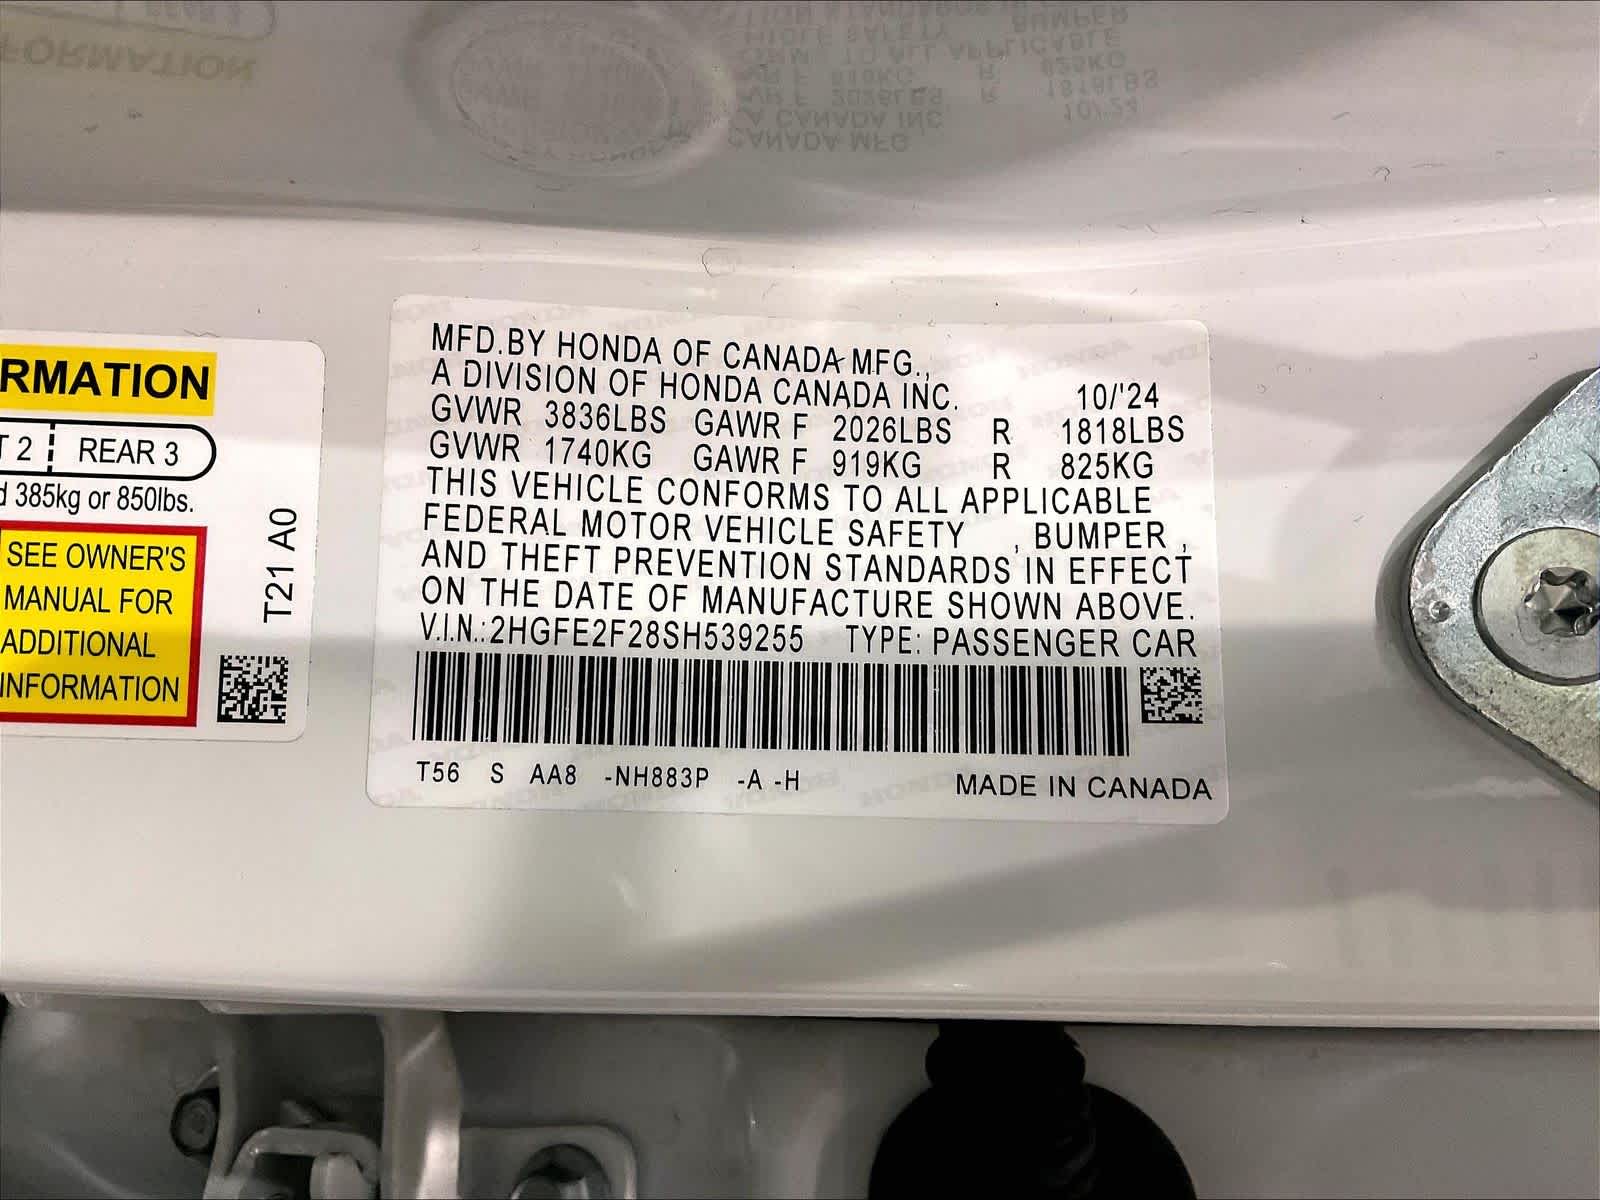 RMATION
T 2 REAR 3
d 385kg or 850lbs.
SEE OWNER'S
MANUAL FOR
ADDITIONAL
INFORMATION
T21 A0
MFD.BY HONDA OF CANADA MFG.,
A DIVISION OF HONDA CANADA INC. 10/'24
GVWR 3836LBS GAWR F 2026LBS R 1818LBS
GVWR 1740KG GAWR F 919KG R 825KG
THIS VEHICLE CONFORMS TO ALL APPLICABLE
FEDERAL MOTOR VEHICLE SAFETY , BUMPER ,
AND THEFT PREVENTION STANDARDS IN EFFECT
ON THE DATE OF MANUFACTURE SHOWN ABOVE.
V.I.N.:2HGFE2F28SH539255 TYPE: PASSENGER CAR
T56 S AA8 -NH883P -A -H MADE IN CANADA